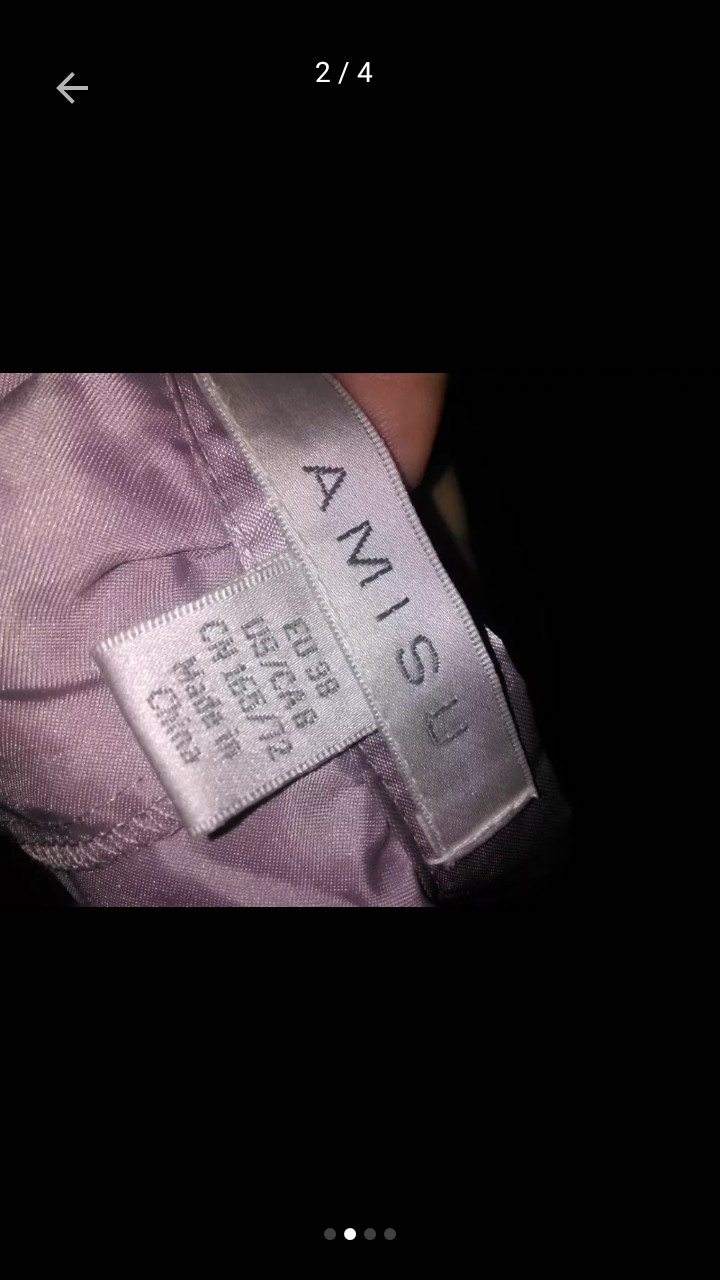 2 / 4
AMISU
EU 38
US/CA 8
CN 165/72
Made in
China